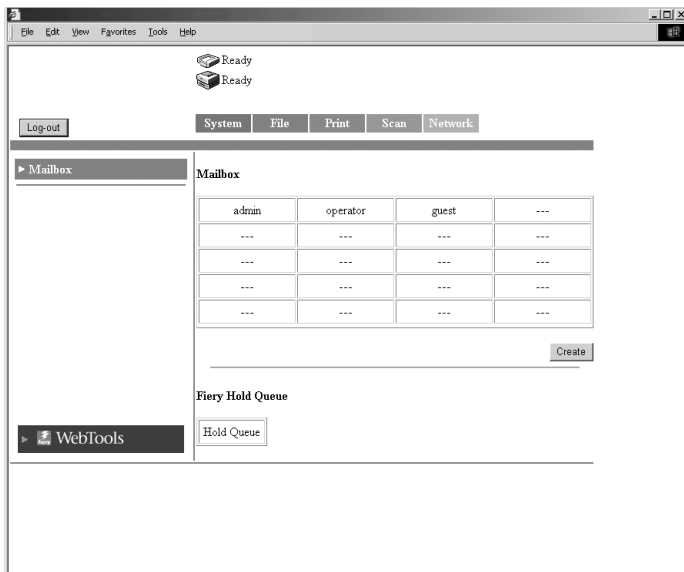 File Edit View Favorites Tools Help
Ready
Ready
Log-out
System File Print Scan Network
Mailbox
Mailbox
admin operator guest ---
--- --- --- ---
--- --- --- ---
--- --- --- ---
--- --- --- ---
Create
Fiery Hold Queue
Hold Queue
fiery WebTools